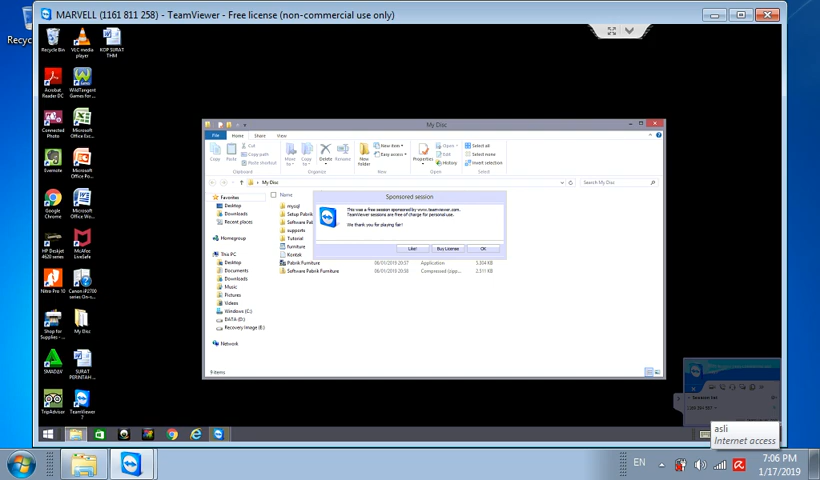 MARVELL (1161 811 258) - TeamViewer - Free license (non-commercial use only)
Recycle Bin
VLC media player
KOP SURAT THM
Acrobat Reader DC
WildTangent Games for...
Connected Photo
Microsoft Office Exc...
Evernote
Microsoft Office Po...
Google Chrome
Microsoft Office Wo...
HP Deskjet 4620 series
McAfee LiveSafe
Nitro Pro 10
Canon iP2700 series On-s...
Shop for Supplies - ...
My Disc
SMADΔV
SURAT PERINTAH...
TripAdvisor
TeamViewer 7
My Disc
File Home Share View
Copy
Paste
Cut
Copy path
Paste shortcut
Move to
Copy to
Delete
Rename
New folder
New item
Easy access
Properties
Open
Edit
History
Select all
Select none
Invert selection
Clipboard
Organize
New
Open
Select
My Disc
Search My Disc
Name
Favorites
Desktop
Downloads
Recent places
Homegroup
This PC
Desktop
Documents
Downloads
Music
Pictures
Videos
Windows (C:)
DATA (D:)
Recovery Image (E:)
Network
mysql
Setup Pabrik
Software Pa
supports
Tutorial
furniture
Kontak
Pabrik Furniture 06/01/2019 20:37 Application
Software Pabrik Furniture 06/01/2019 20:38 Compressed (zipp...
9 items
Sponsored session
This was a free session sponsored by www.teamviewer.com.
TeamViewer sessions are free of charge for personal use.
We thank you for playing fair!
Like!
Buy License
OK
Session list
asli
Internet access
EN
7:06 PM
1/17/2019